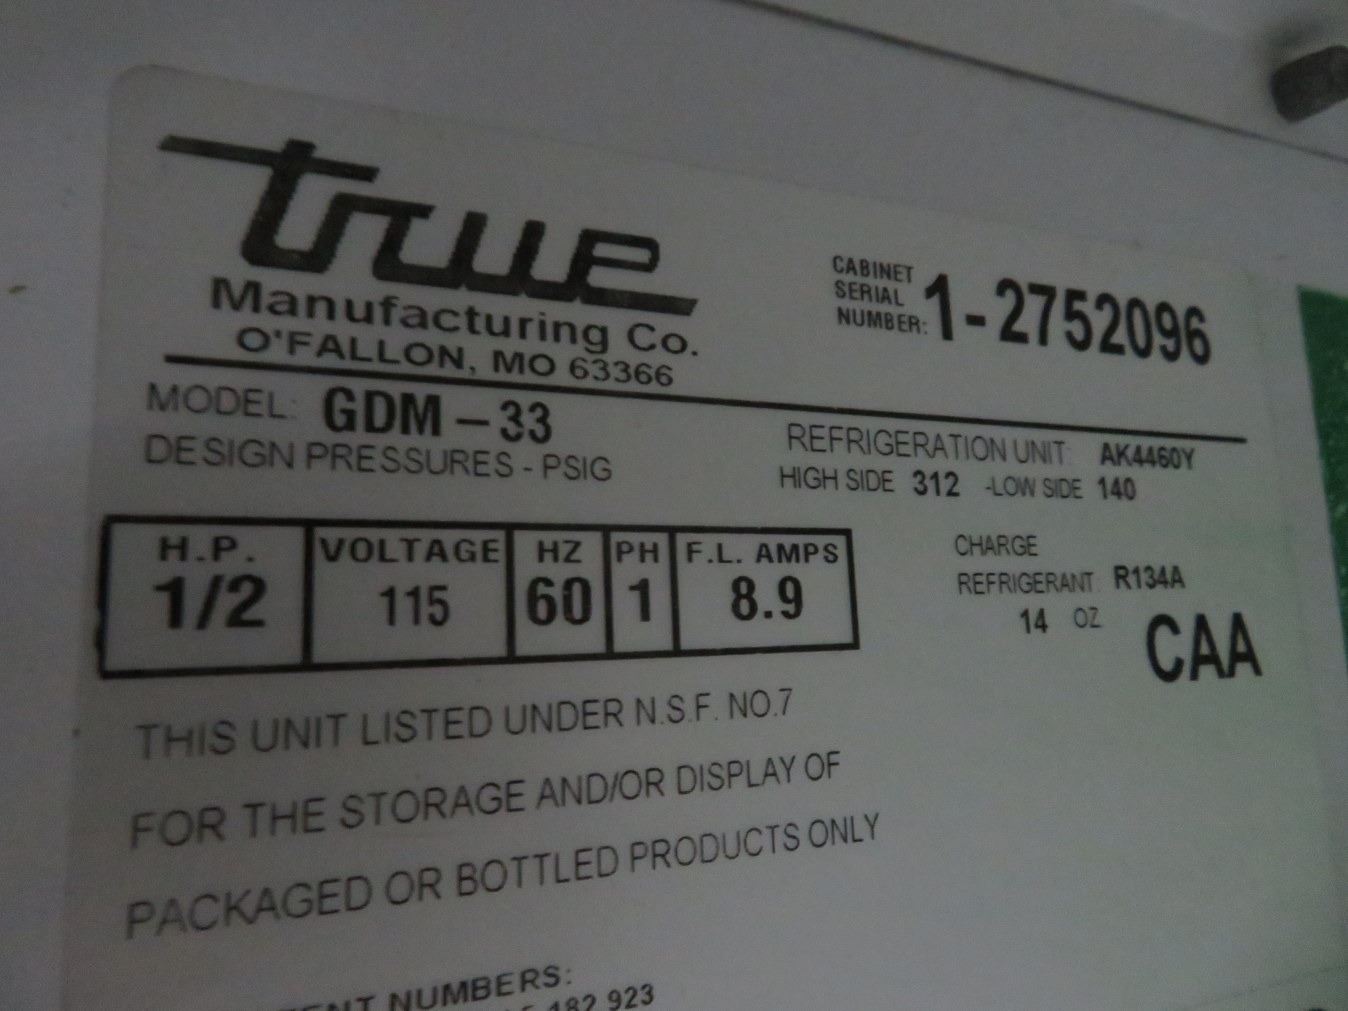 true
Manufacturing Co.
O'FALLON, MO 63366
CABINET
SERIAL
NUMBER: 1-2752096
MODEL: GDM-33
REFRIGERATION UNIT: AK4460Y
DESIGN PRESSURES - PSIG
HIGH SIDE 312 -LOW SIDE 140
H.P. VOLTAGE HZ PH F.L. AMPS
1/2 115 60 1 8.9
CHARGE
REFRIGERANT R134A
14 OZ
CAA
THIS UNIT LISTED UNDER N.S.F. NO.7
FOR THE STORAGE AND/OR DISPLAY OF
PACKAGED OR BOTTLED PRODUCTS ONLY
NUMBERS:
482 923